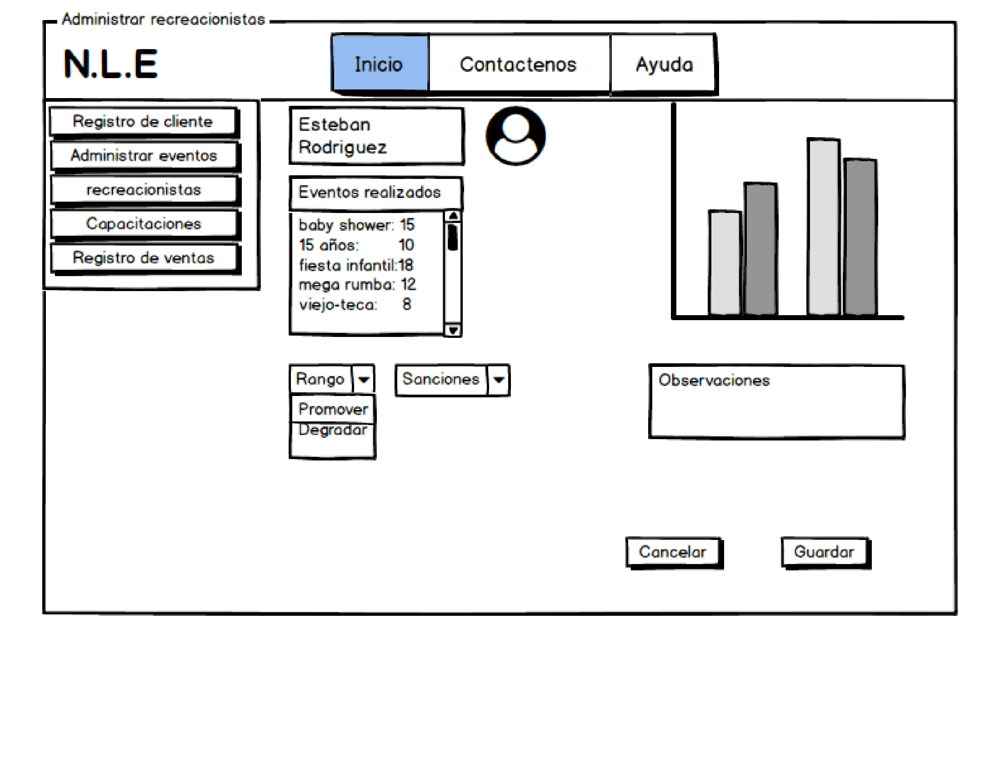 Administrar recreacionistas
N.L.E
Inicio
Contactenos
Ayuda
Registro de cliente
Administrar eventos
recreacionistas
Capacitaciones
Registro de ventas
Esteban
Rodriguez
Eventos realizados
baby shower: 15
15 años: 10
fiesta infantil:18
mega rumba: 12
viejo-teca: 8
Rango
Promover
Degradar
Sanciones
Observaciones
Cancelar
Guardar